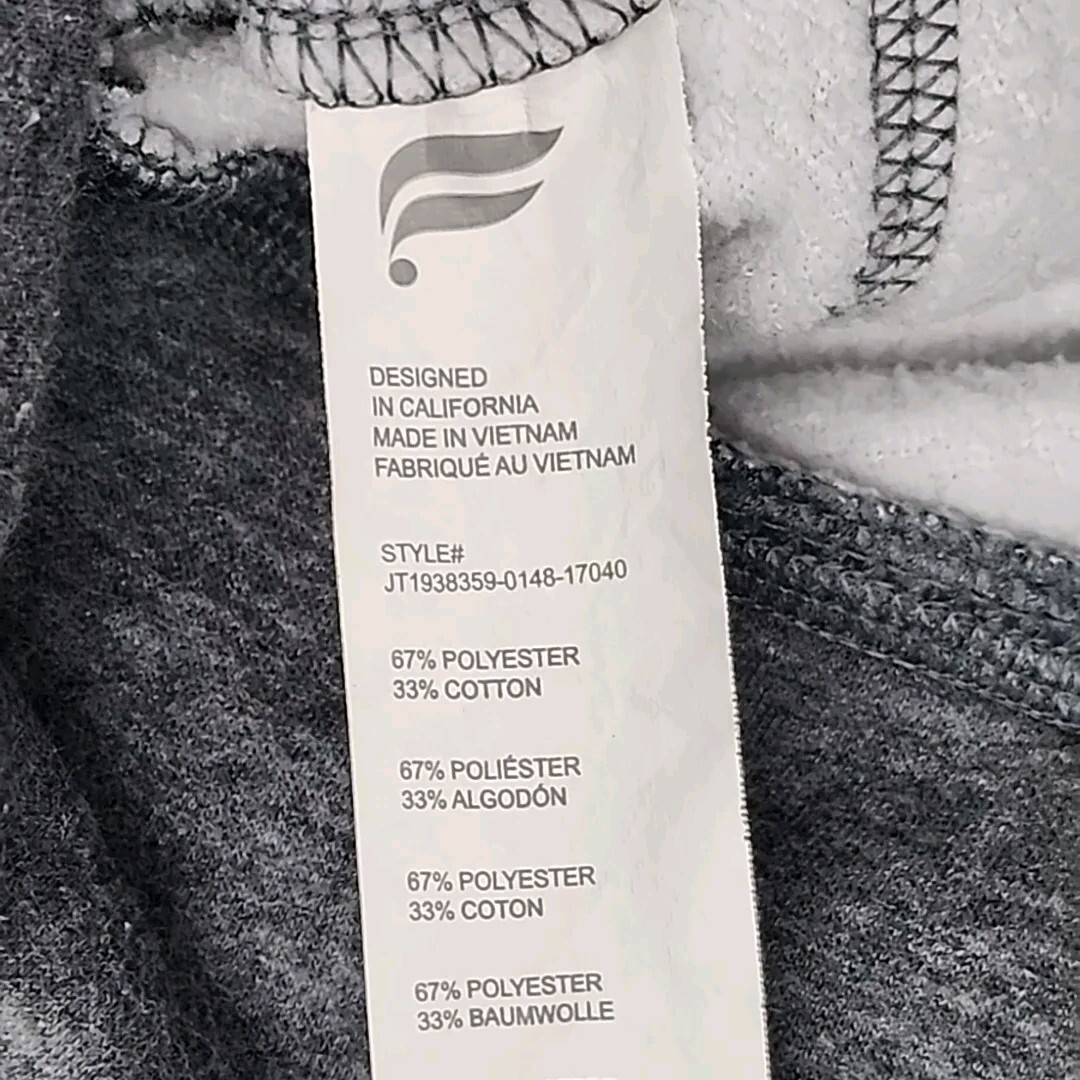 DESIGNED
IN CALIFORNIA
MADE IN VIETNAM
FABRIQUÉ AU VIETNAM
STYLE#
JT1938359-0148-17040
67% POLYESTER
33% COTTON
67% POLIÉSTER
33% ALGODÓN
67% POLYESTER
33% COTON
67% POLYESTER
33% BAUMWOLLE